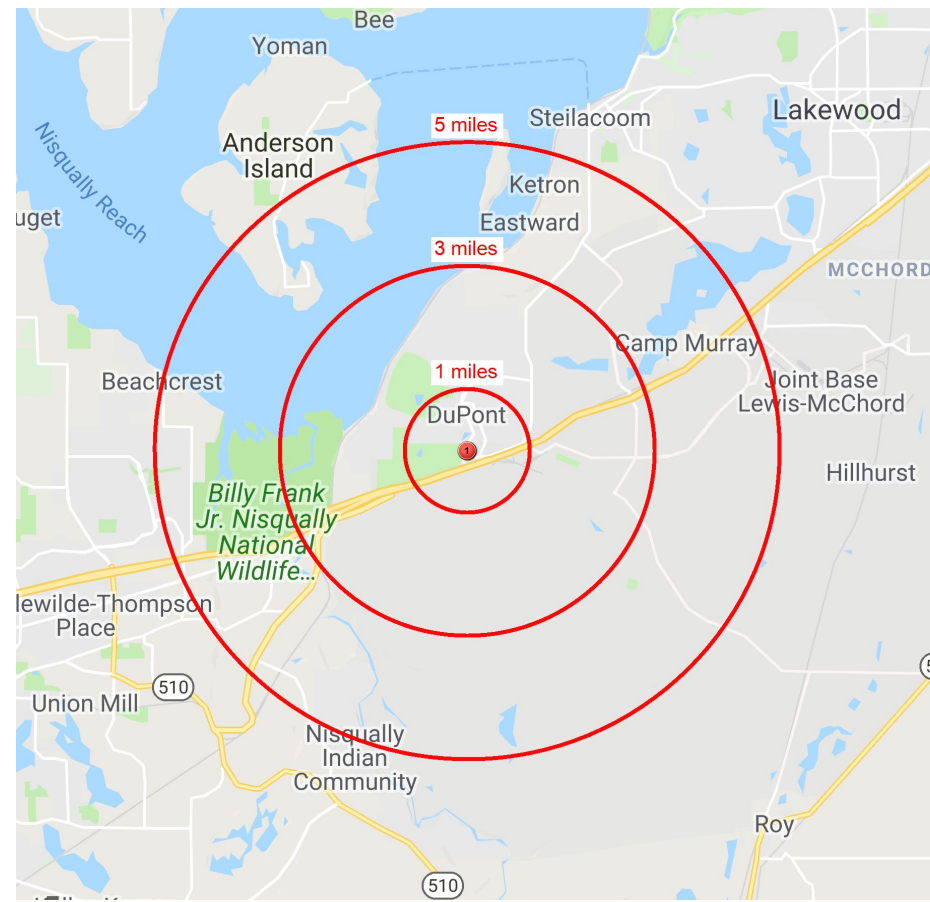 Bee
Yoman
Lakewood
Steilacoom
5 miles
Anderson
Island
Nisqually Reach
Ketron
uget
Eastward
3 miles
MCCHORD
Camp Murray
1 miles
Beachcrest
Joint Base
Lewis-McChord
DuPont
1
Hillhurst
Billy Frank
Jr. Nisqually
National
Wildlife...
lewilde-Thompson
Place
510
Union Mill
Nisqually
Indian
Community
Roy
510